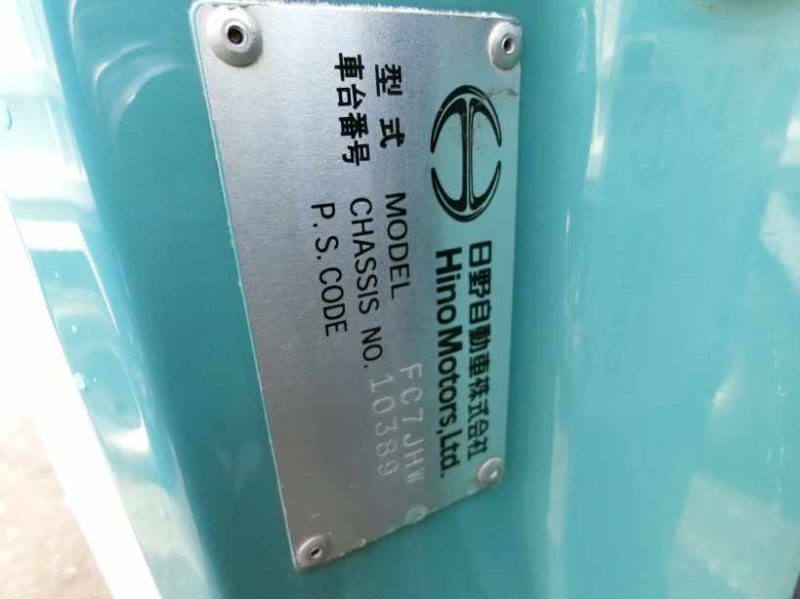 日野自動車株式会社
Hino Motors, Ltd.
型式 MODEL FC7JHW
車台番号 CHASSIS NO. 10389
P.S.CODE